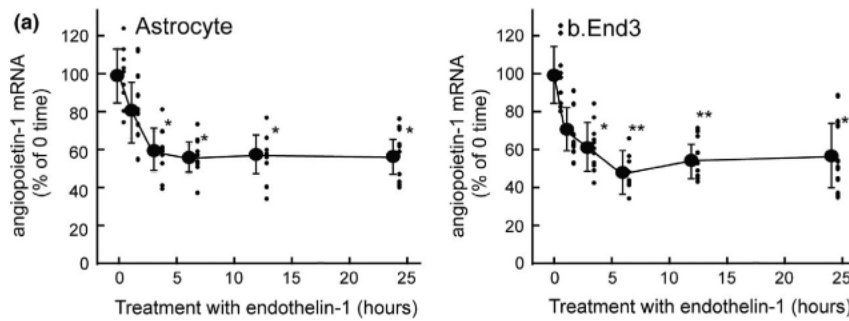 (a)
Astrocyte
angiopoietin-1 mRNA
(% of 0 time)
120
100
80
60
40
20
0
*
*
*
*
0 5 10 15 20 25
Treatment with endothelin-1 (hours)
b.End3
angiopoietin-1 mRNA
(% of 0 time)
120
100
80
60
40
20
0
*
**
**
*
0 5 10 15 20 25
Treatment with endothelin-1 (hours)